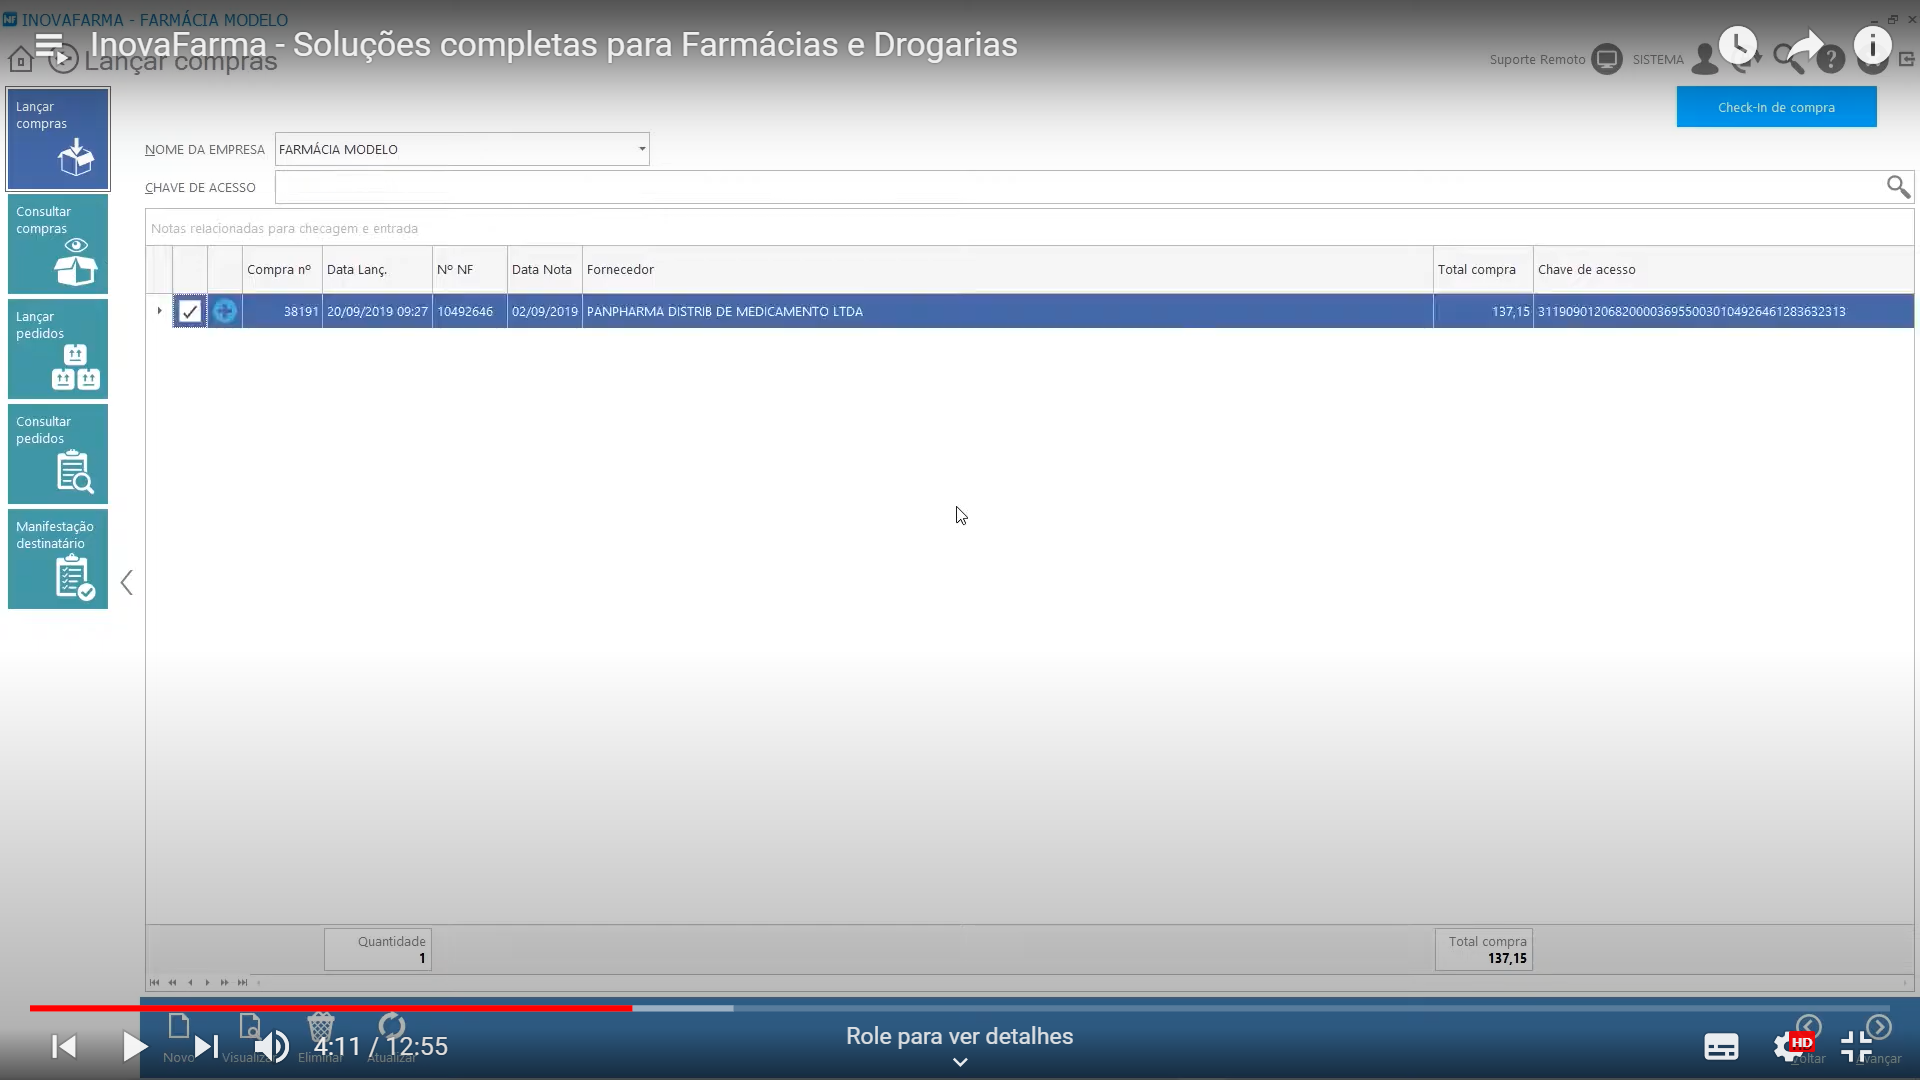 INOVAFARMA - FARMÁCIA MODELO
InovaFarma - Soluções completas para Farmácias e Drogarias
Lançar compras
Suporte Remoto
SISTEMA
Lançar
compras
Check-In de compra
NOME DA EMPRESA
FARMÁCIA MODELO
CHAVE DE ACESSO
Consultar
compras
Notas relacionadas para checagem e entrada
Compra nº Data Lanç. Nº NF Data Nota Fornecedor Total compra Chave de acesso
38191 20/09/2019 09:27 10492646 02/09/2019 PANPHARMA DISTRIB DE MEDICAMENTO LTDA 137,15 31190901206820000369550030104926461283632313
Lançar
pedidos
Consultar
pedidos
Manifestação
destinatário
Quantidade
1
Total compra
137,15
Novo
Visualizar
Eliminar
Atualizar
4:11 / 12:55
Role para ver detalhes
HD
Voltar
Avançar